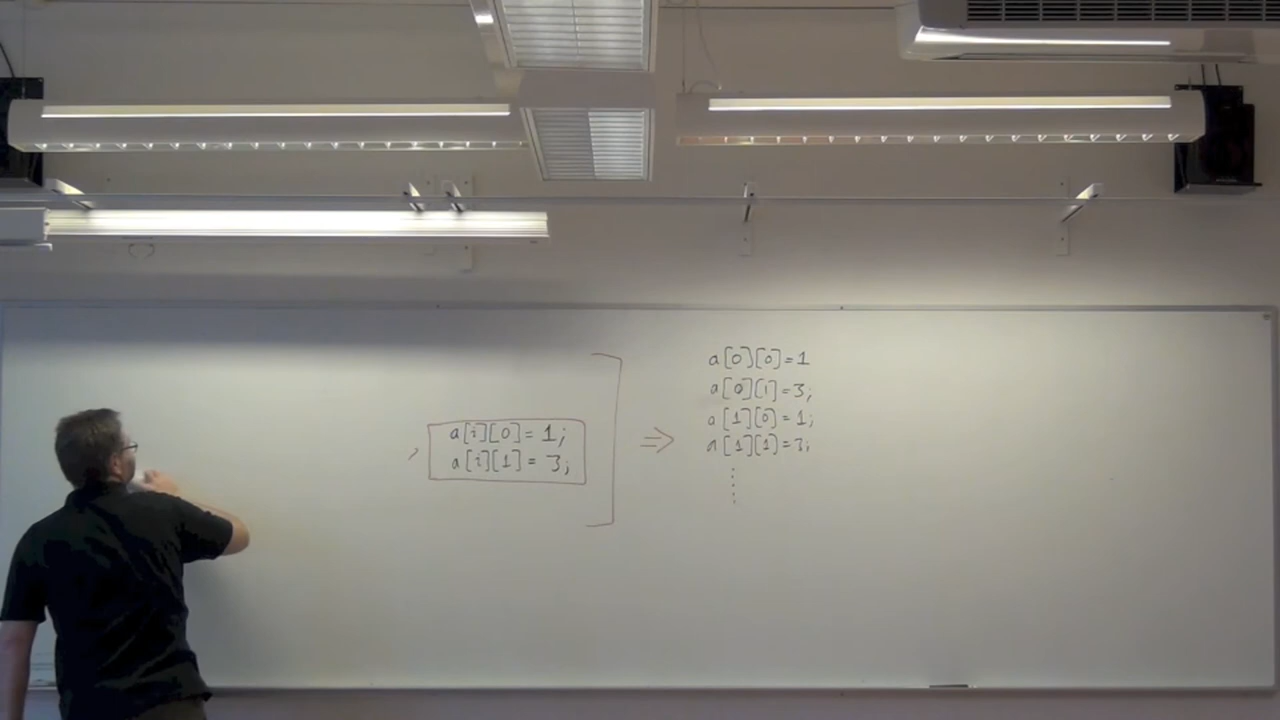 a[i][0] = 1;
a[i][1] = 3;
⇒
a[0][0] = 1
a[0][1] = 3;
a[1][0] = 1;
a[1][1] = 3;